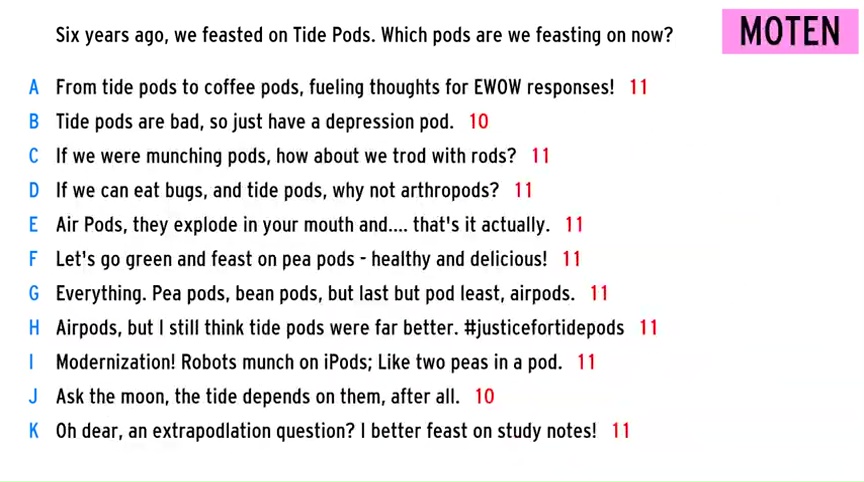 Six years ago, we feasted on Tide Pods. Which pods are we feasting on now?
MOTEN
A From tide pods to coffee pods, fueling thoughts for EWOW responses! 11
B Tide pods are bad, so just have a depression pod. 10
C If we were munching pods, how about we trod with rods? 11
D If we can eat bugs, and tide pods, why not arthropods? 11
E Air Pods, they explode in your mouth and.... that's it actually. 11
F Let's go green and feast on pea pods - healthy and delicious! 11
G Everything. Pea pods, bean pods, but last but pod least, airpods. 11
H Airpods, but I still think tide pods were far better. #justicefortidepods 11
I Modernization! Robots munch on iPods; Like two peas in a pod. 11
J Ask the moon, the tide depends on them, after all. 10
K Oh dear, an extrapodlation question? I better feast on study notes! 11